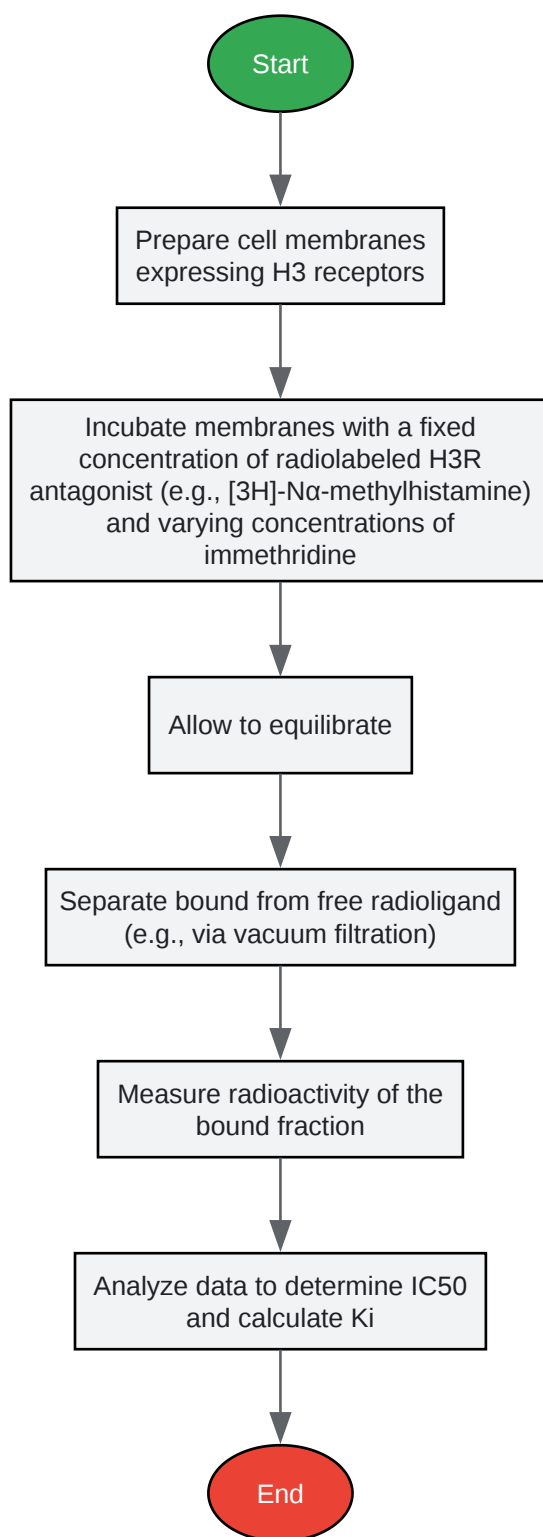 Start
Prepare cell membranes
expressing H3 receptors
Incubate membranes with a fixed
concentration of radiolabeled H3R
antagonist (e.g., [3H]-Nα-methylhistamine)
and varying concentrations of
immethridine
Allow to equilibrate
Separate bound from free radioligand
(e.g., via vacuum filtration)
Measure radioactivity of the
bound fraction
Analyze data to determine IC50
and calculate Ki
End